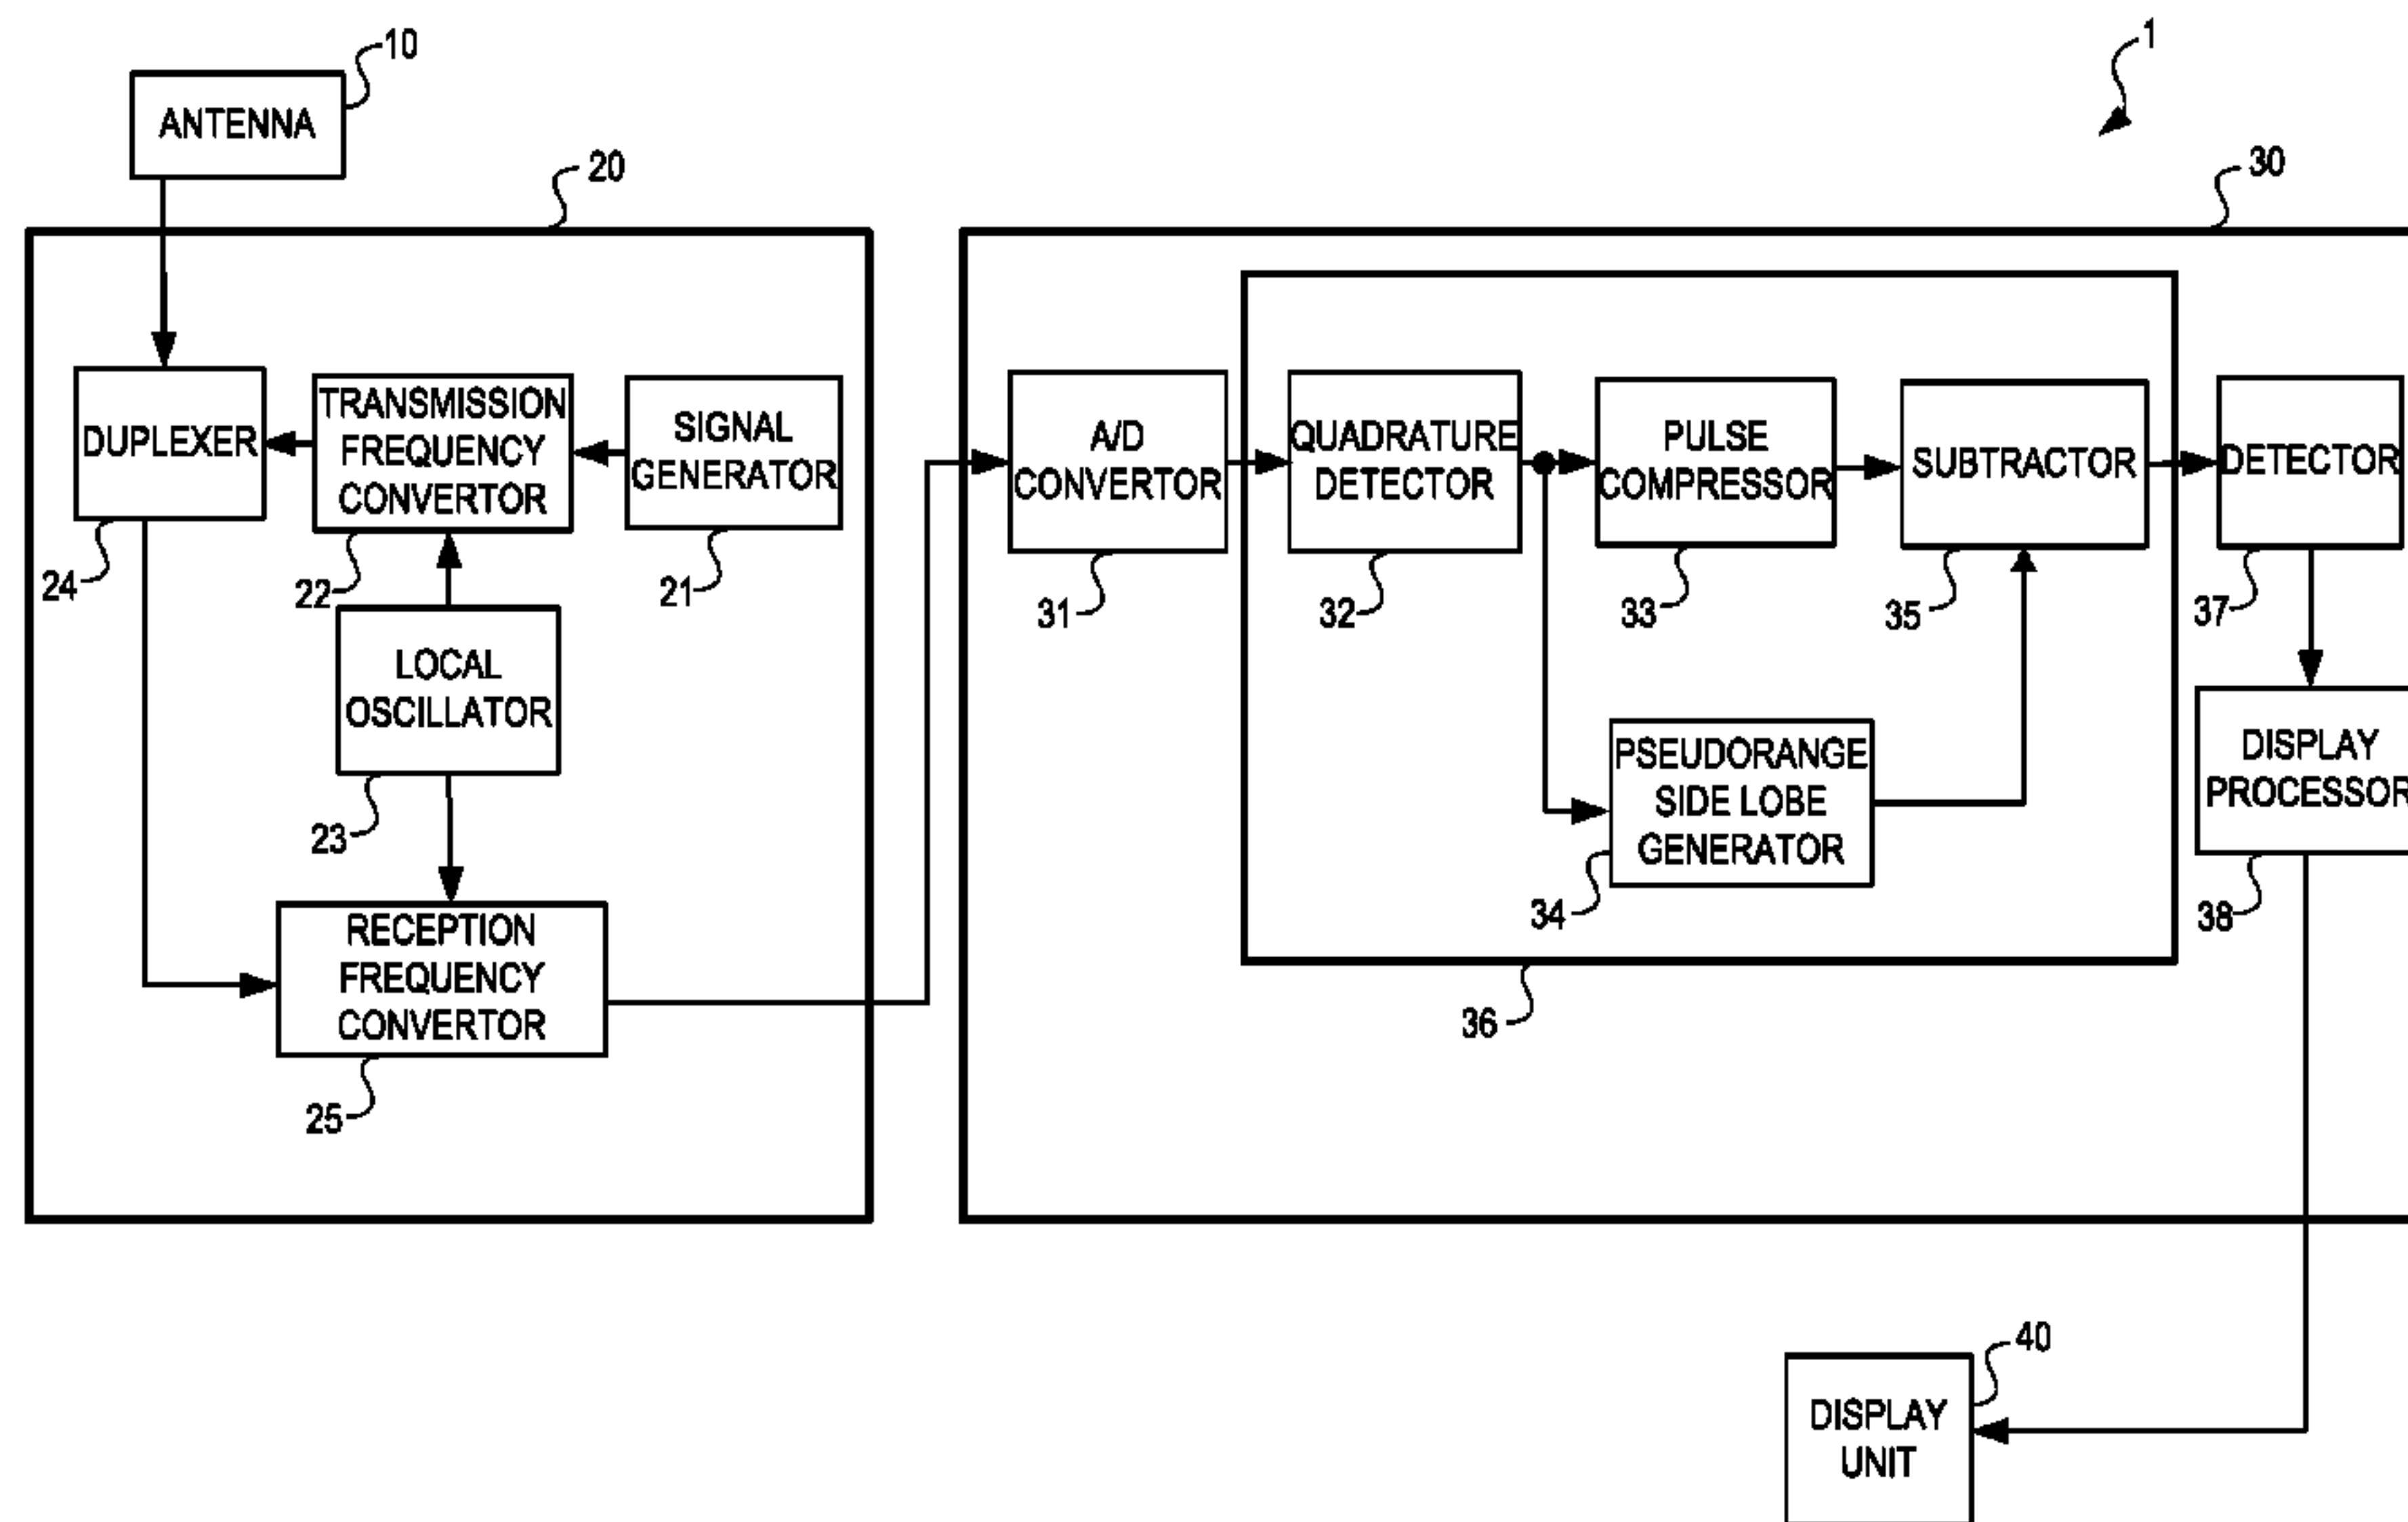 1
10
ANTENNA
20
30
DUPLEXER
24
TRANSMISSION
FREQUENCY
CONVERTOR
22
SIGNAL
GENERATOR
21
LOCAL
OSCILLATOR
23
RECEPTION
FREQUENCY
CONVERTOR
25
A/D
CONVERTOR
31
QUADRATURE
DETECTOR
32
PULSE
COMPRESSOR
33
SUBTRACTOR
35
DETECTOR
37
PSEUDORANGE
SIDE LOBE
GENERATOR
34
36
DISPLAY
PROCESSOR
38
40
DISPLAY
UNIT